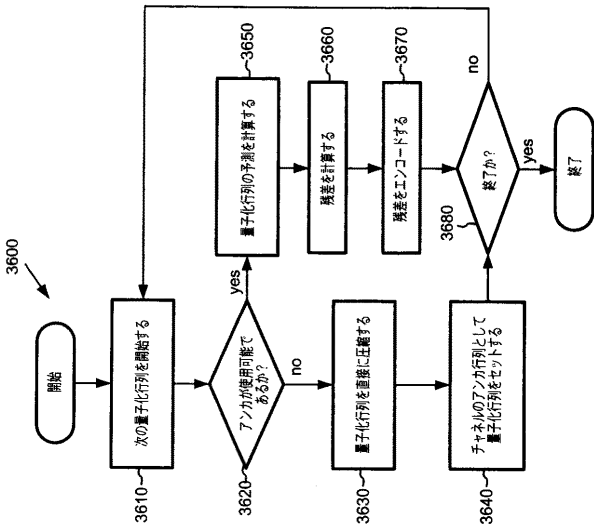 3600
開始
次の量子化行列を開始する
3610
アンカが使用可能で
あるか?
3620
yes
no
量子化行列を直接に圧縮する
3630
チャネルのアンカ行列として
量子化行列をセットする
3640
量子化行列の予測を計算する
3650
残差を計算する
3660
残差をエンコードする
3670
終了か?
3680
no
yes
終了